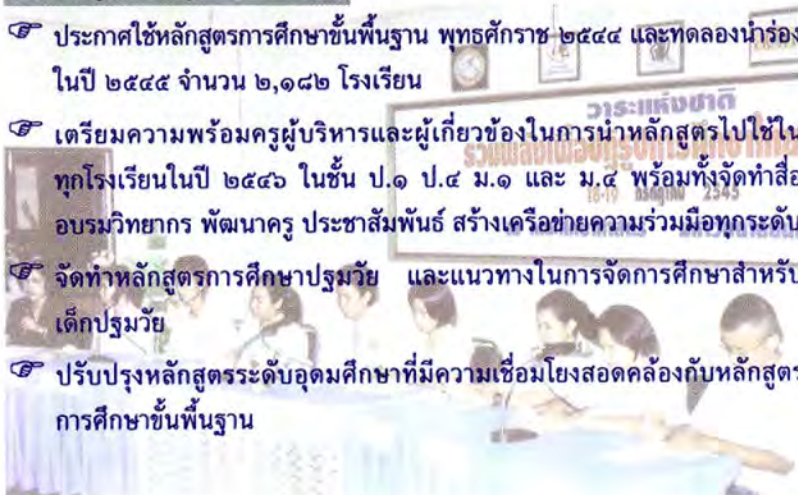 ประกาศใช้หลักสูตรการศึกษาขั้นพื้นฐาน พุทธศักราช ๒๕๔๔ และทดลองนำร่อง
ในปี ๒๕๔๕ จำนวน ๒,๑๘๒ โรงเรียน
วาระแห่งชาติ
เตรียมความพร้อมครูผู้บริหารและผู้เกี่ยวข้องในการนำหลักสูตรไปใช้ใน
ทุกโรงเรียนในปี ๒๕๔๖ ในชั้น ป.๑ ป.๔ ม.๑ และ ม.๔ พร้อมทั้งจัดทำสื่อ
18-19 กรกฎาคม 2545
อบรมวิทยากร พัฒนาครู ประชาสัมพันธ์ สร้างเครือข่ายความร่วมมือทุกระดับ
จัดทำหลักสูตรการศึกษาปฐมวัย และแนวทางในการจัดการศึกษาสำหรับ
เด็กปฐมวัย
ปรับปรุงหลักสูตรระดับอุดมศึกษาที่มีความเชื่อมโยงสอดคล้องกับหลักสูตร
การศึกษาขั้นพื้นฐาน